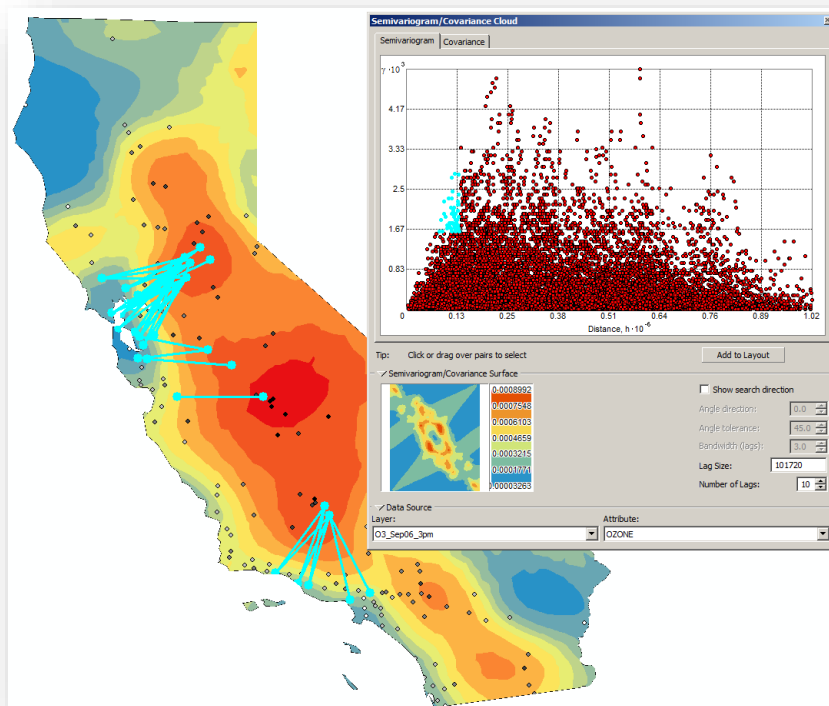 Semivariogram/Covariance Cloud
Semivariogram Covariance
γ·10³
4.17
3.33
2.5
1.67
0.83
0 0.13 0.25 0.38 0.51 0.64 0.76 0.89 1.02
Distance, h·10⁻⁶
Tip: Click or drag over pairs to select Add to Layout
Semivariogram/Covariance Surface
Show search direction
0.0008992
0.0007548
0.0006103
0.0004659
0.0003245
0.0001771
0.00003263
Angle direction: 0.0
Angle tolerance: 45.0
Bandwidth (lags): 3.0
Lag Size: 101720
Number of Lags: 10
Data Source
Layer: Attribute:
O3_Sep06_3pm OZONE